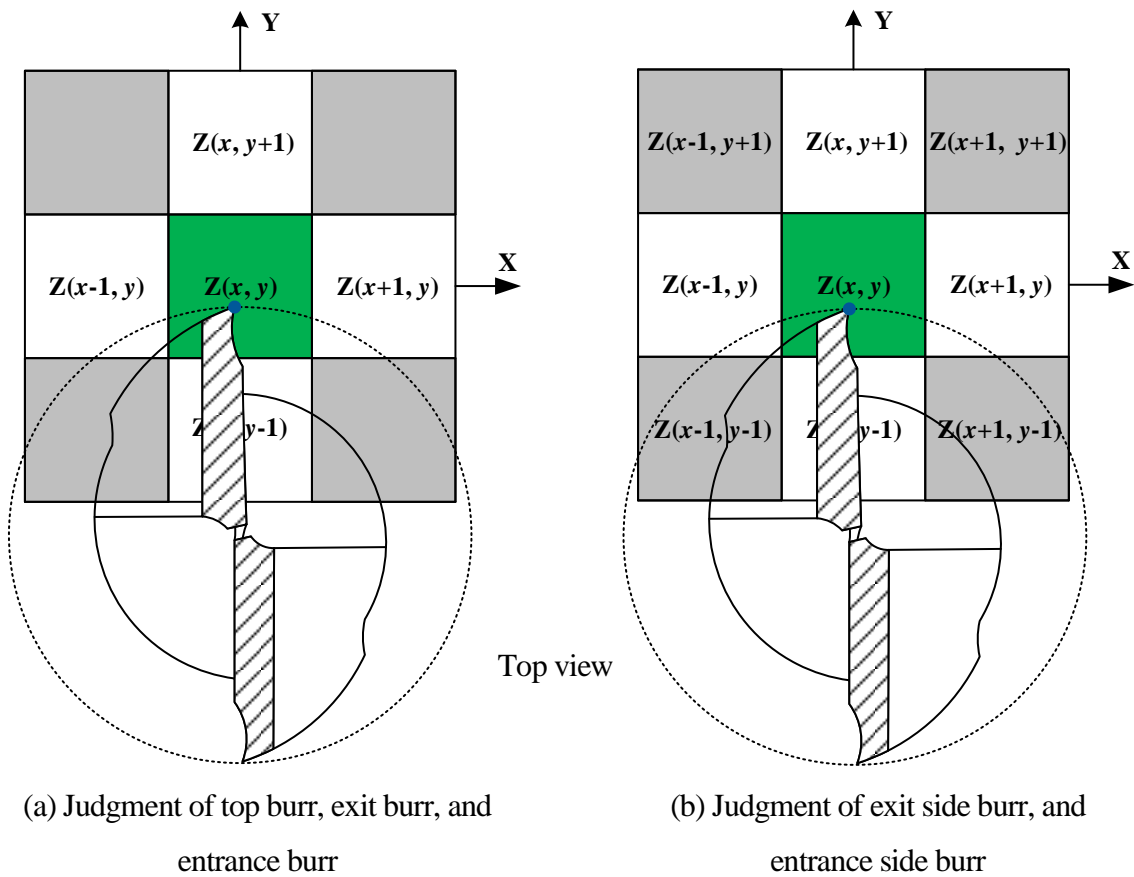 Y
Z(x, y+1)
X
Z(x-1, y)
Z(x, y)
Z(x+1, y)
y-1)
Y
Z(x-1, y+1)
Z(x, y+1)
Z(x+1, y+1)
X
Z(x-1, y)
Z(x, y)
Z(x+1, y)
Z(x-1, y-1)
y-1)
Z(x+1, y-1)
Top view
(a) Judgment of top burr, exit burr, and
entrance burr
(b) Judgment of exit side burr, and
entrance side burr